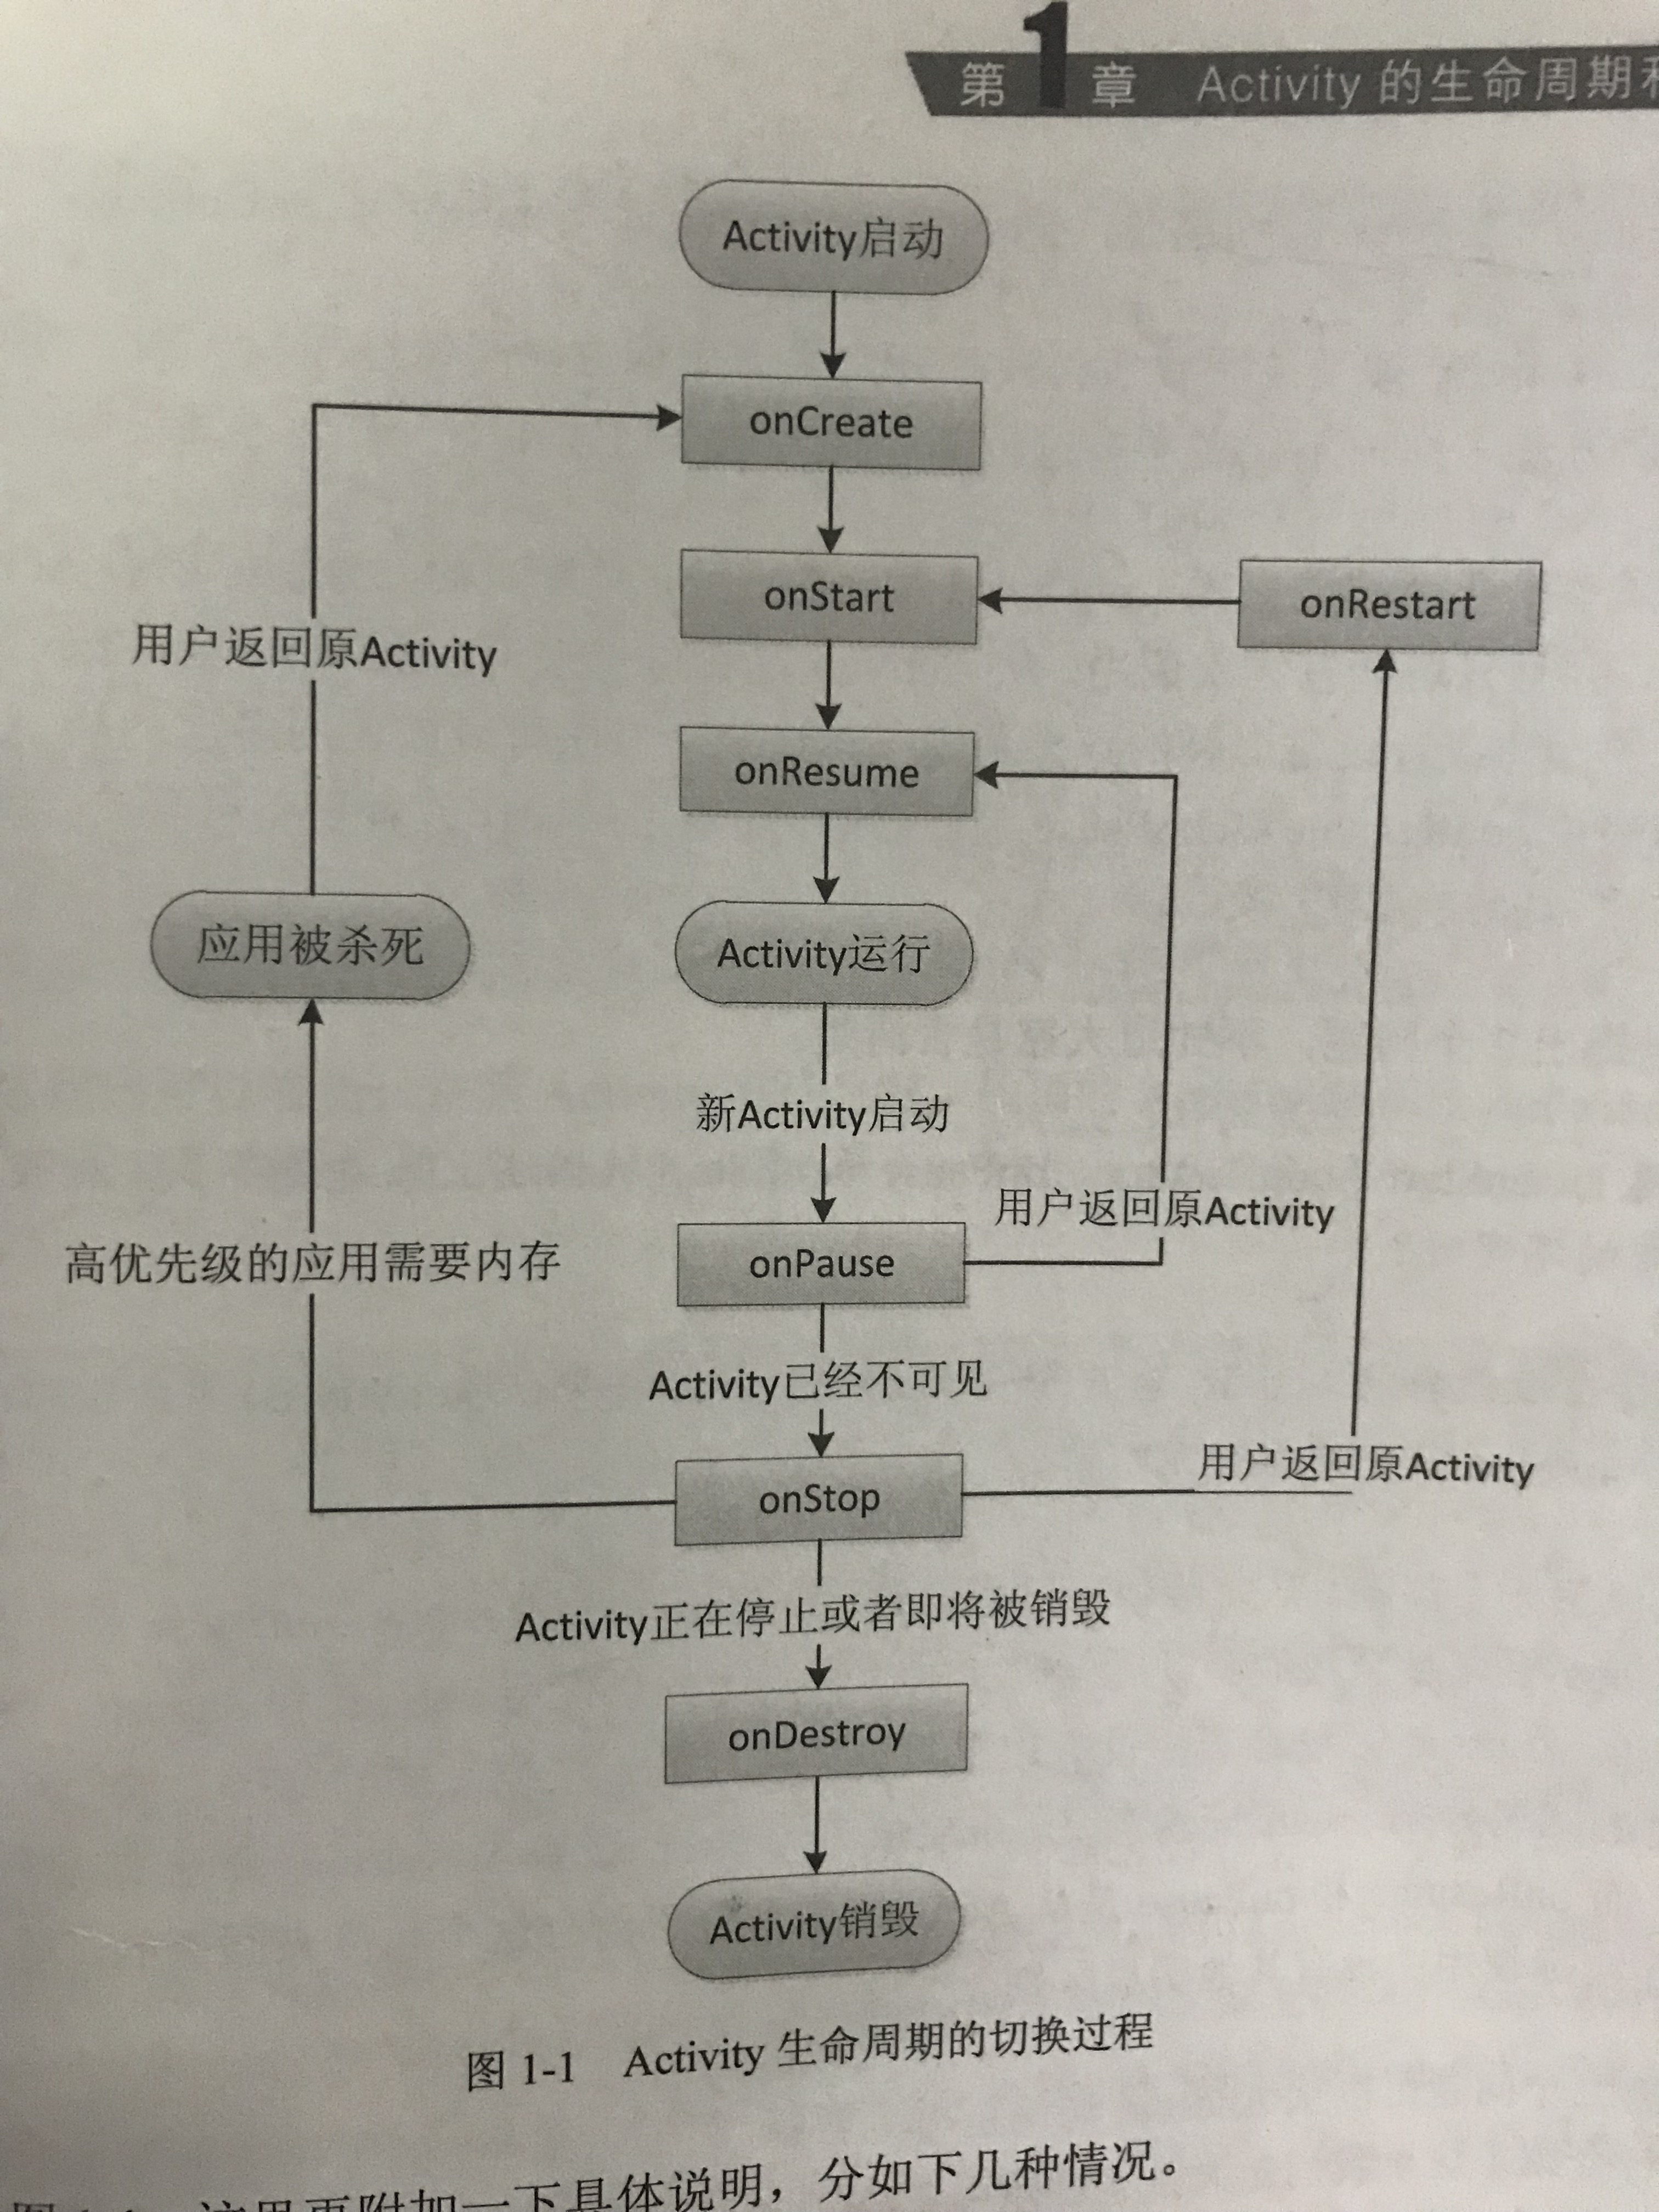 第1章 Activity 的生命周期和
Activity启动
onCreate
onStart
onRestart
用户返回原Activity
onResume
应用被杀死
Activity运行
新Activity启动
用户返回原Activity
高优先级的应用需要内存
onPause
Activity已经不可见
用户返回原Activity
onStop
Activity正在停止或者即将被销毁
onDestroy
Activity销毁
图 1-1 Activity 生命周期的切换过程
这里再附加一下具体说明，分如下几种情况。